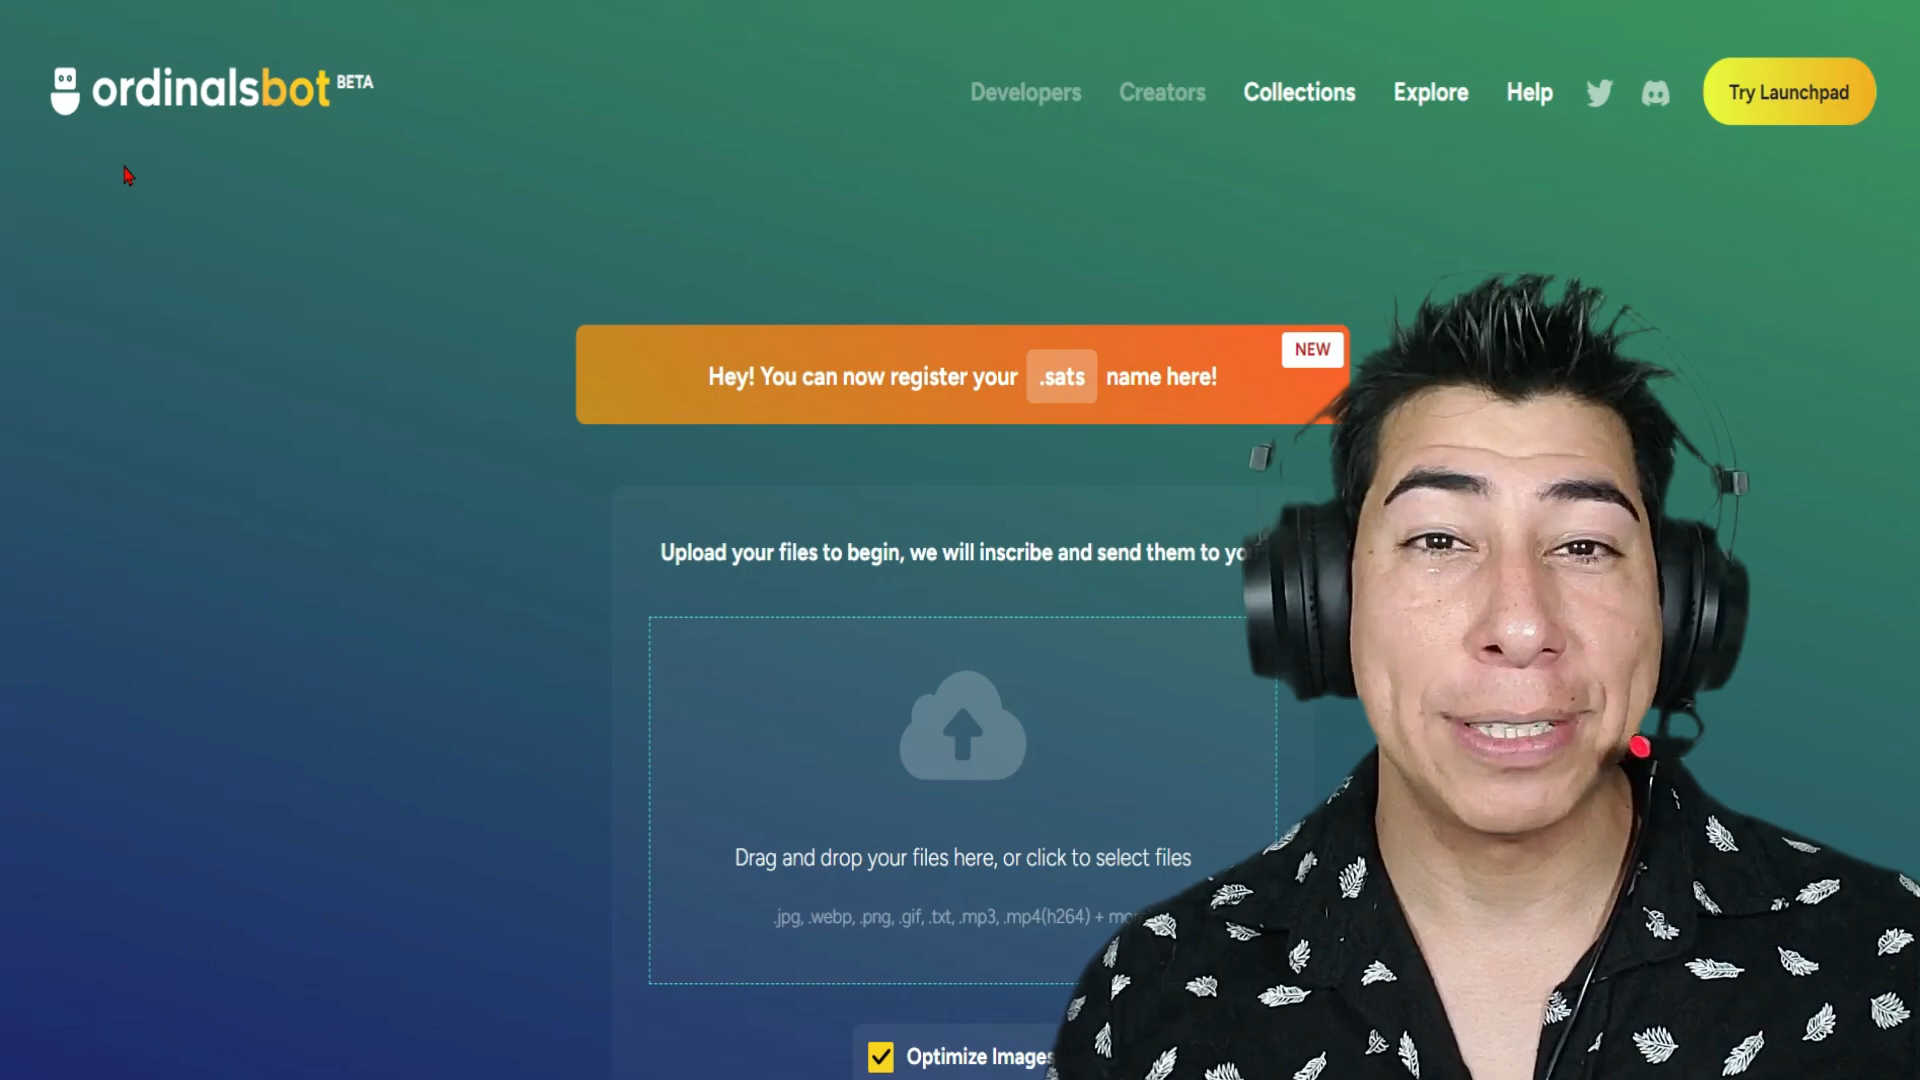 ordinalsbot BETA
Developers Creators Collections Explore Help Try Launchpad
NEW
Hey! You can now register your .sats name here!
Upload your files to begin, we will inscribe and send them to
Drag and drop your files here, or click to select files
.jpg, .webp, .png, .gif, .txt, .mp3, .mp4(h264) +
Optimize Images